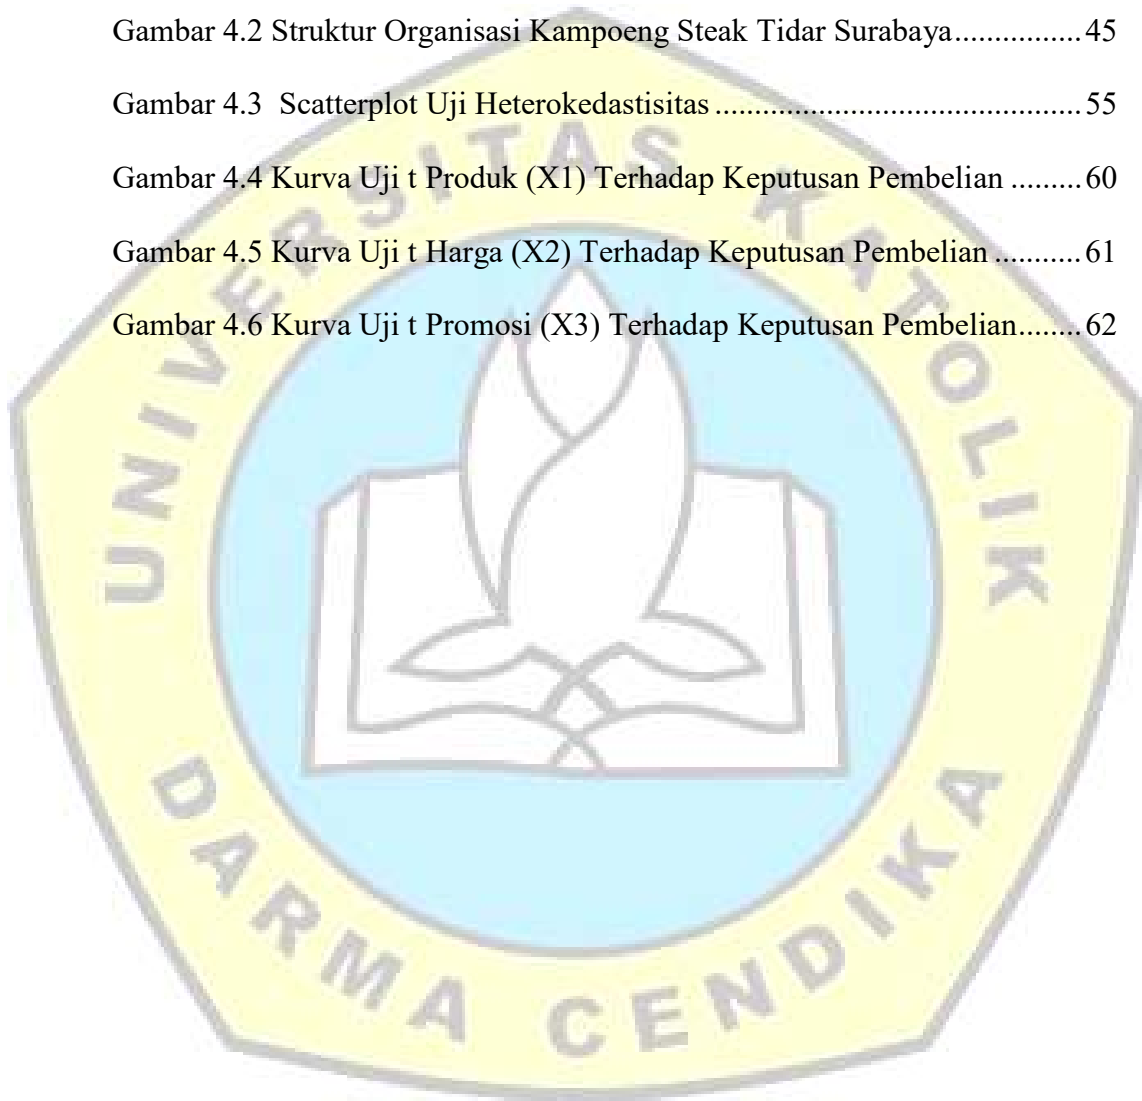 Gambar 4.2 Struktur Organisasi Kampoeng Steak Tidar Surabaya................45
Gambar 4.3  Scatterplot Uji Heterokedastisitas........................................55
Gambar 4.4 Kurva Uji t Produk (X1) Terhadap Keputusan Pembelian .........60
Gambar 4.5 Kurva Uji t Harga (X2) Terhadap Keputusan Pembelian ...........61
Gambar 4.6 Kurva Uji t Promosi (X3) Terhadap Keputusan Pembelian........62
UNIVERSITAS KATOLIK
DARMA CENDIKA